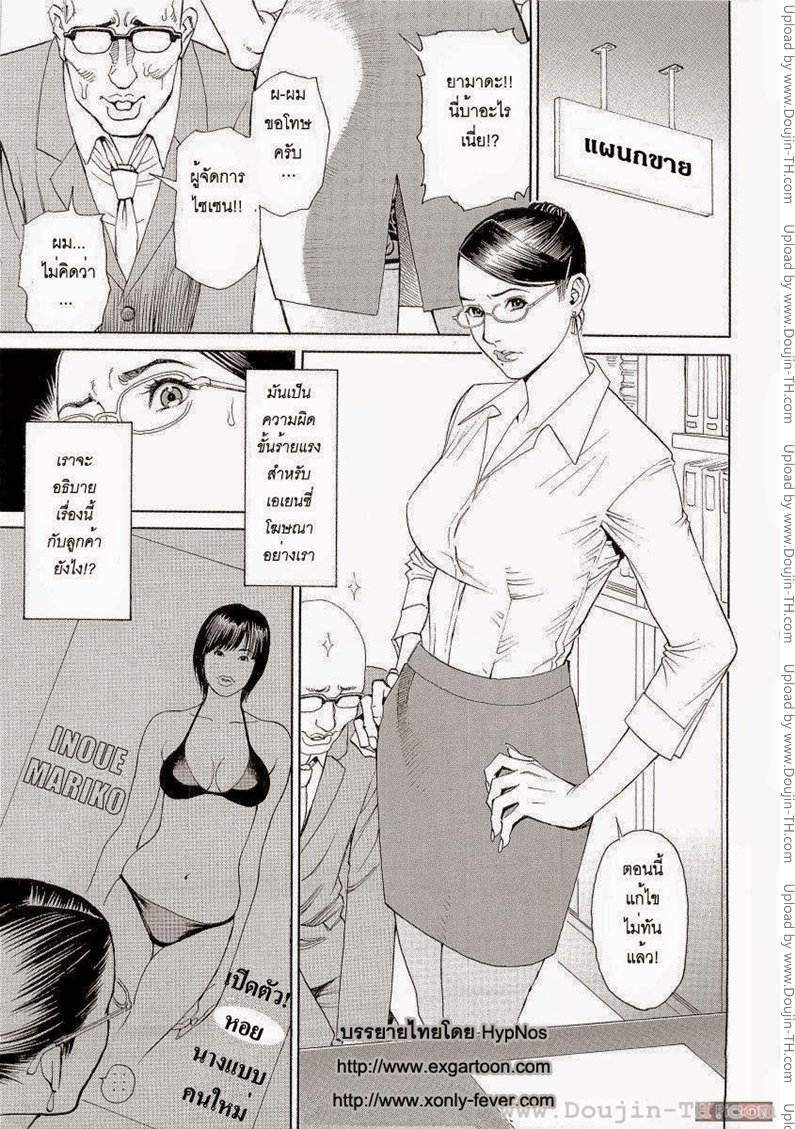 แผนกขาย
ยามาดะ!!
นี่บ้าอะไร
เนี่ย!?
ผ-ผม
ขอโทษ
ครับ
...
ผู้จัดการ
ไซเซน!!
ผม...
ไม่คิดว่า
...
มันเป็น
ความผิด
ขั้นร้ายแรง
สำหรับ
เอเยนซี่
โฆษณา
อย่างเรา
เราจะ
อธิบาย
เรื่องนี้
กับลูกค้า
ยังไง!?
INOUE
MARIKO
เปิดตัว!
หอย
นางแบบ
คนใหม่
ตอนนี้
แก้ไข
ไม่ทัน
แล้ว!
บรรยายไทยโดย HypNos
http://www.exgartoon.com
http://www.xonly-fever.com
www.Doujin-TH.com
Upload by www.Doujin-TH.com
Upload by www.Doujin-TH.com
Upload by www.Doujin-TH.com
Upload by www.Doujin-TH.com
Upload by www.Doujin-TH.com